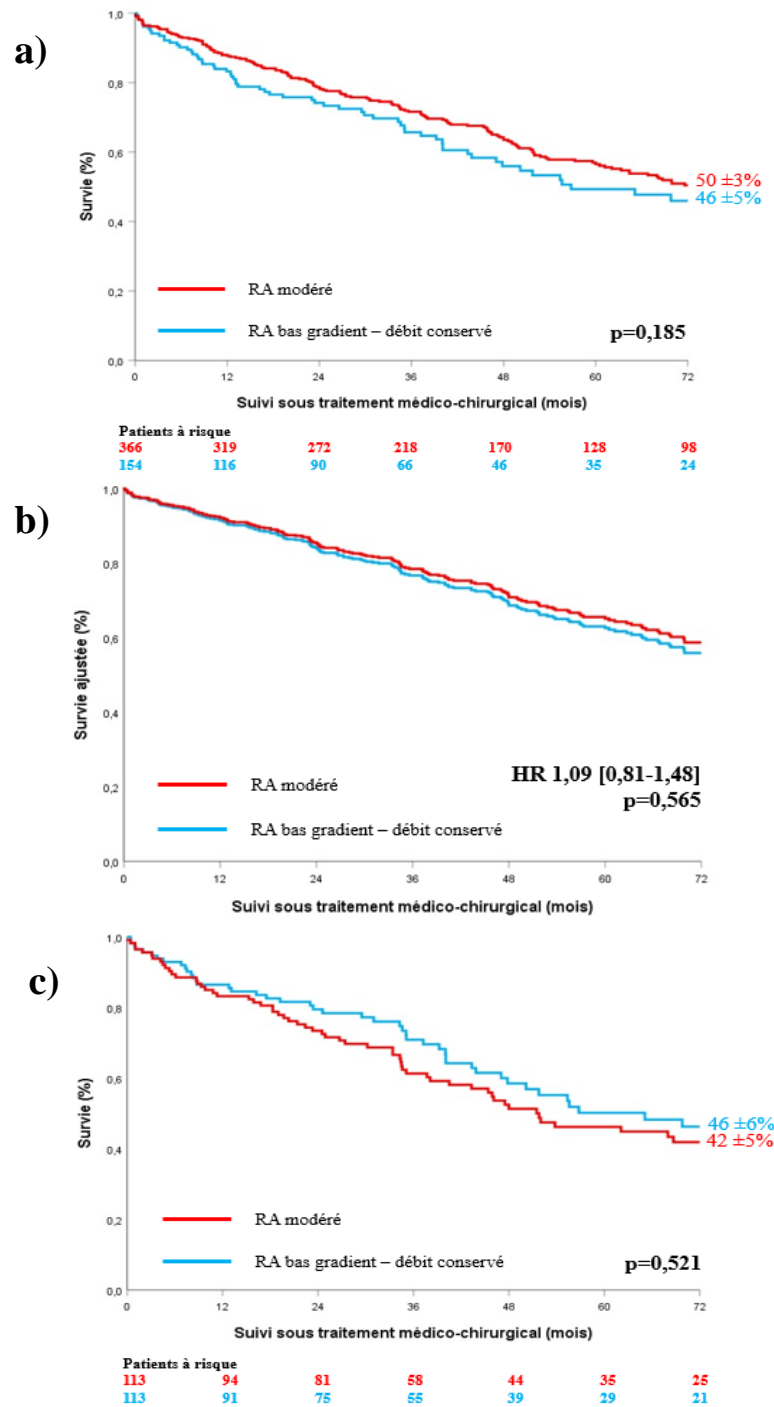 a)
1,0
0,8
0,6
0,4
0,2
0,0
Survie (%)
50 ±3%
46 ±5%
RA modéré
RA bas gradient – débit conservé
p=0,185
0 12 24 36 48 60 72
Suivi sous traitement médico-chirurgical (mois)
Patients à risque
366 319 272 218 170 128 98
154 116 90 66 46 35 24
b)
1,0
0,8
0,6
0,4
0,2
0,0
Survie ajustée (%)
HR 1,09 [0,81-1,48]
p=0,565
RA modéré
RA bas gradient – débit conservé
0 12 24 36 48 60 72
Suivi sous traitement médico-chirurgical (mois)
c)
1,0
0,8
0,6
0,4
0,2
0,0
Survie (%)
46 ±6%
42 ±5%
RA modéré
RA bas gradient – débit conservé
p=0,521
0 12 24 36 48 60 72
Suivi sous traitement médico-chirurgical (mois)
Patients à risque
113 94 81 58 44 35 25
113 91 75 55 39 29 21